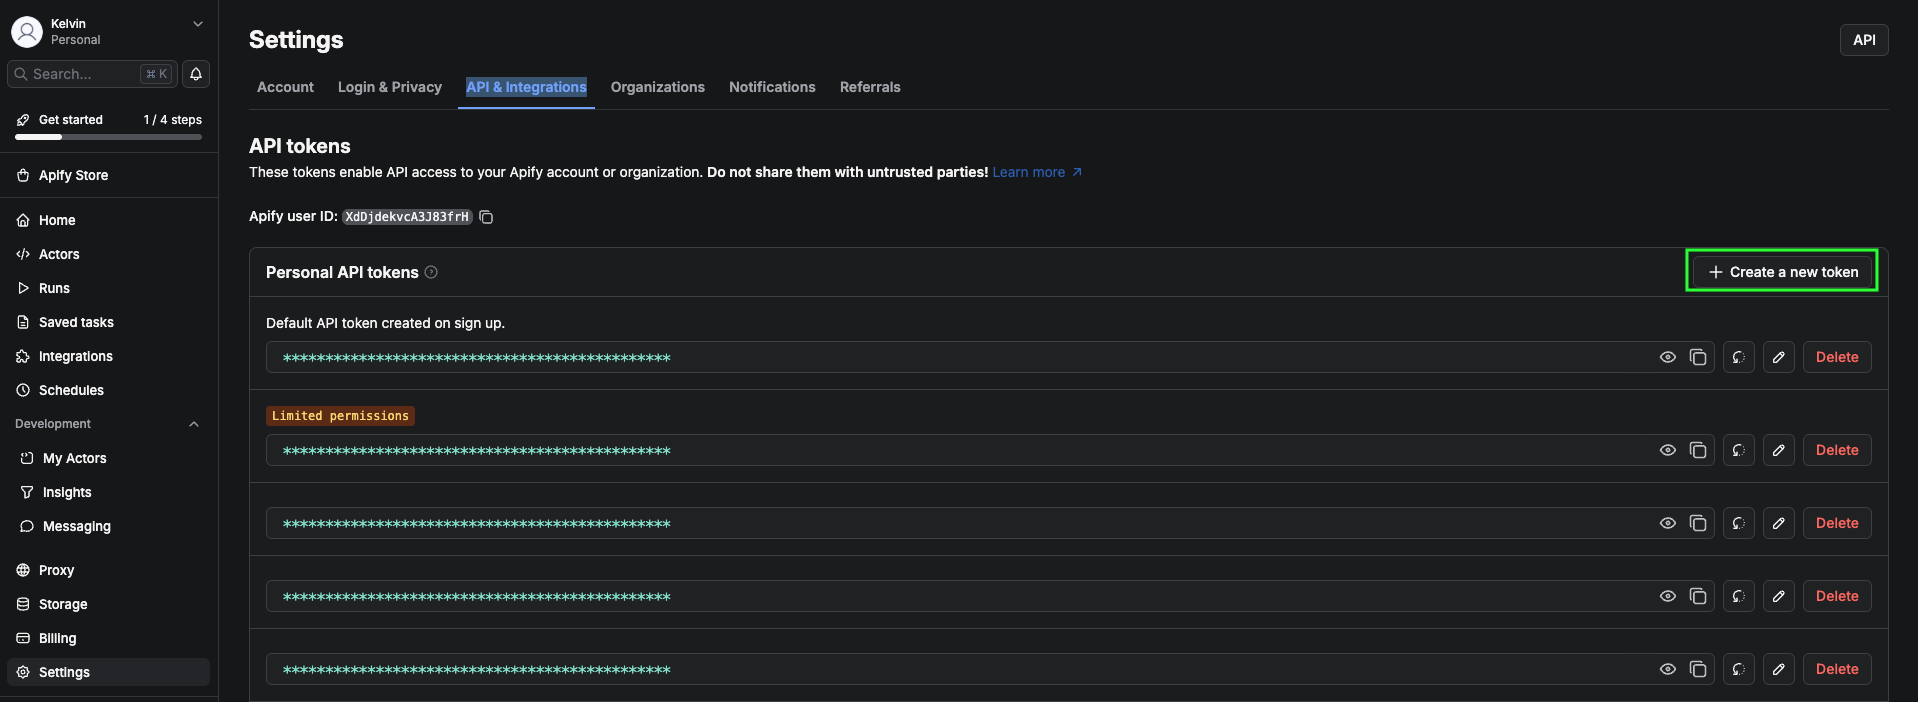 Kelvin
Personal
Search...
⌘ K
Get started 1 / 4 steps
Apify Store
Home
Actors
Runs
Saved tasks
Integrations
Schedules
Development
My Actors
Insights
Messaging
Proxy
Storage
Billing
Settings
Settings
API
Account Login & Privacy API & Integrations Organizations Notifications Referrals
API tokens
These tokens enable API access to your Apify account or organization. Do not share them with untrusted parties! Learn more ↗
Apify user ID: XdDjdekvcA3J83frH
Personal API tokens ?
+ Create a new token
Default API token created on sign up.
********************************************** Delete
Limited permissions
********************************************** Delete
********************************************** Delete
********************************************** Delete
********************************************** Delete